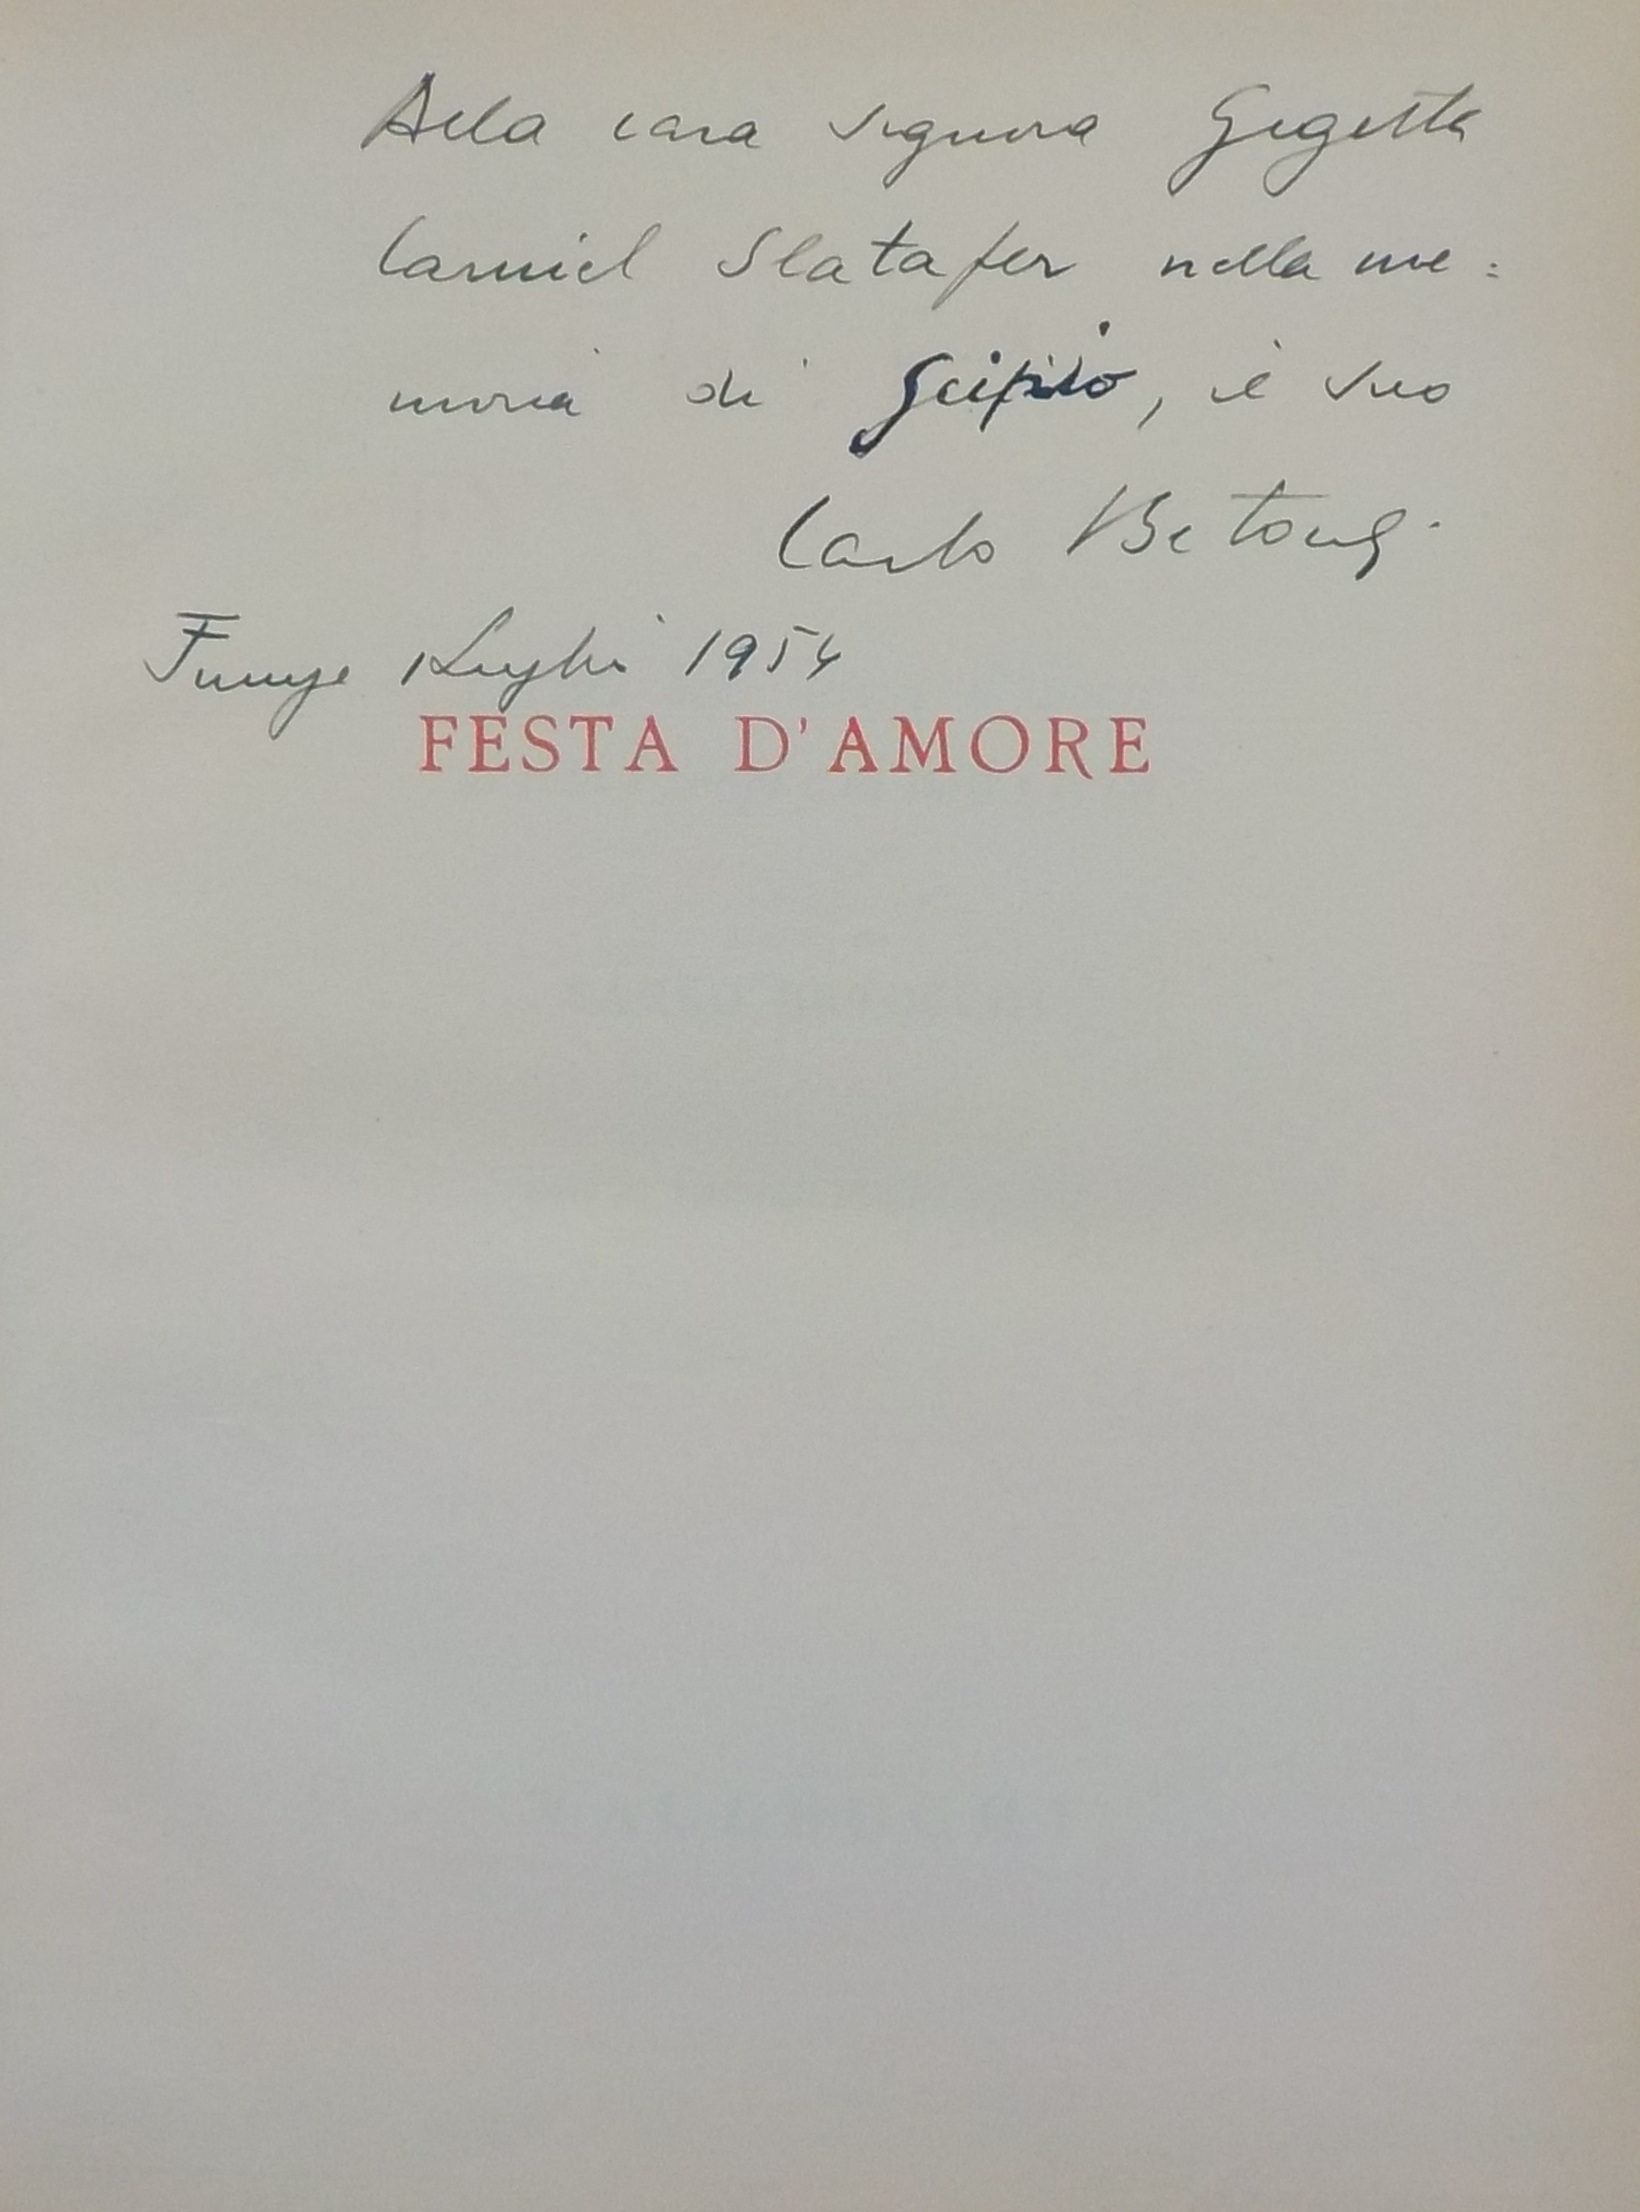 Alla cara signora Gigetta
Carniel Slataper nella me=
moria di Scipio, il suo
Carlo Betocchi
Firenze Luglio 1954
FESTA D'AMORE